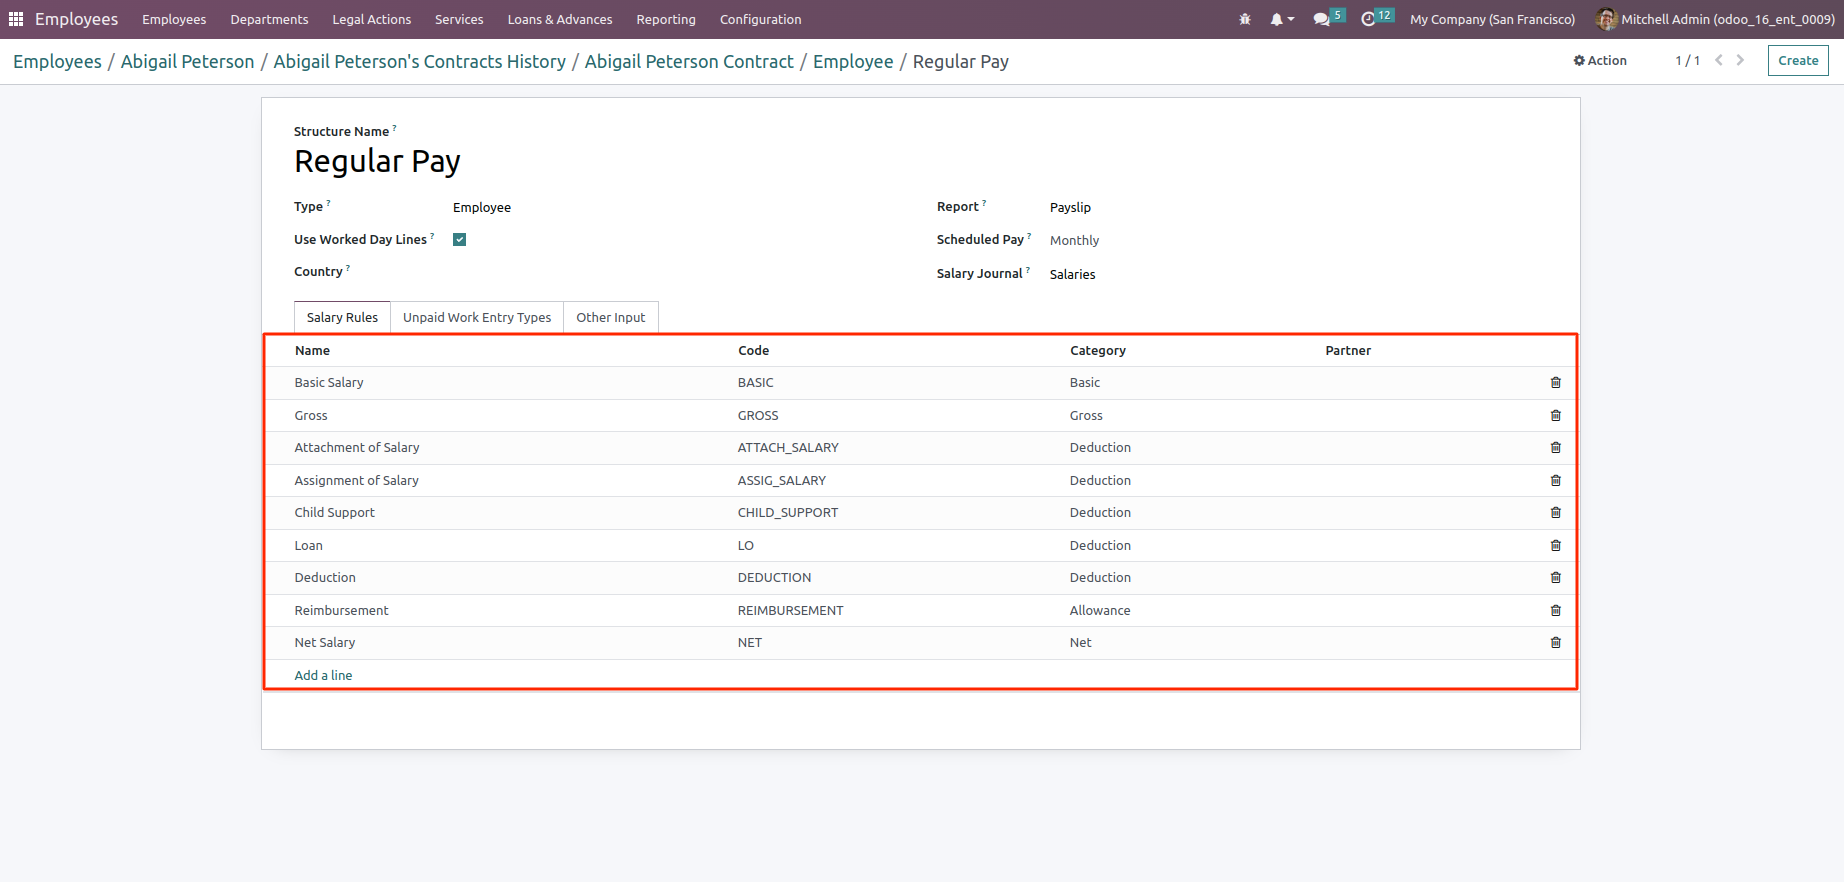 Employees Employees Departments Legal Actions Services Loans & Advances Reporting Configuration 5 12 My Company (San Francisco) Mitchell Admin (odoo_16_ent_0009)
Employees / Abigail Peterson / Abigail Peterson's Contracts History / Abigail Peterson Contract / Employee / Regular Pay Action 1 / 1 Create
Structure Name ?
Regular Pay
Type ? Employee Report ? Payslip
Use Worked Day Lines ? Scheduled Pay ? Monthly
Country ? Salary Journal ? Salaries
Salary Rules Unpaid Work Entry Types Other Input
Name Code Category Partner
Basic Salary BASIC Basic
Gross GROSS Gross
Attachment of Salary ATTACH_SALARY Deduction
Assignment of Salary ASSIG_SALARY Deduction
Child Support CHILD_SUPPORT Deduction
Loan LO Deduction
Deduction DEDUCTION Deduction
Reimbursement REIMBURSEMENT Allowance
Net Salary NET Net
Add a line